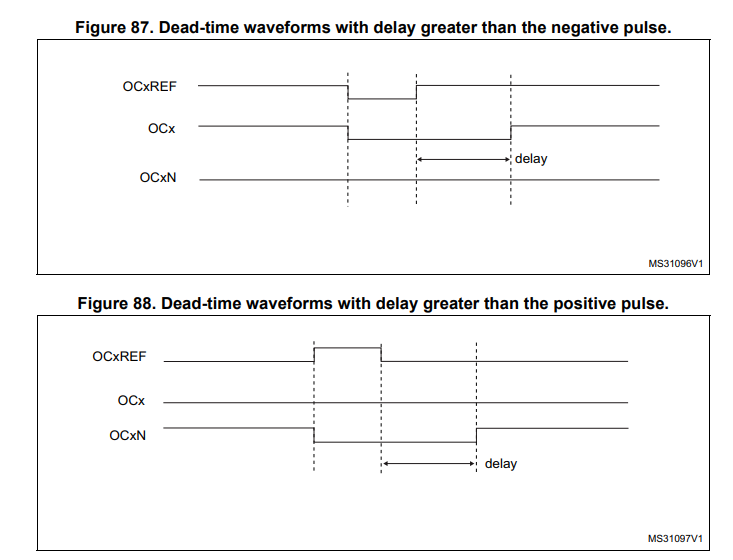 Figure 87. Dead-time waveforms with delay greater than the negative pulse.
OCxREF
OCx
delay
OCxN
MS31096V1
Figure 88. Dead-time waveforms with delay greater than the positive pulse.
OCxREF
OCx
OCxN
delay
MS31097V1